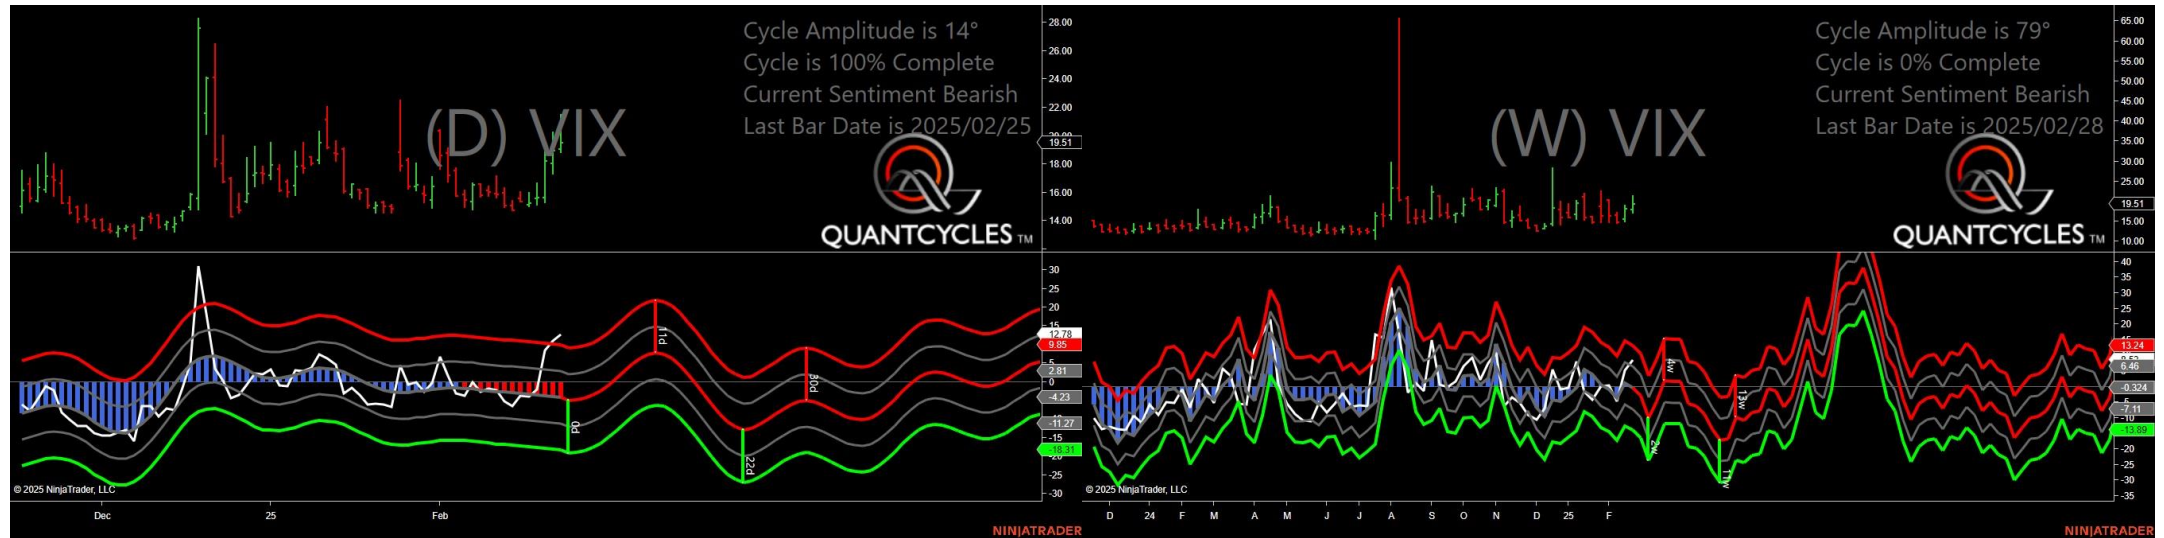 Cycle Amplitude is 14°
Cycle is 100% Complete
Current Sentiment Bearish
Last Bar Date is 2025/02/25
(D) VIX
QUANTCYCLES TM
28.00
26.00
24.00
22.00
20.00
19.51
18.00
16.00
14.00
30
25
20
15
12.78
9.85
5
2.81
0
-4.23
-11.27
-15
-18.31
-25
-30
11d
80d
0d
22d
© 2025 NinjaTrader, LLC
Dec
25
Feb
NINJATRADER
Cycle Amplitude is 79°
Cycle is 0% Complete
Current Sentiment Bearish
Last Bar Date is 2025/02/28
(W) VIX
QUANTCYCLES TM
65.00
60.00
55.00
50.00
45.00
40.00
35.00
30.00
25.00
19.51
15.00
10.00
40
35
30
25
20
13.24
6.46
-0.324
-7.11
-10
-13.89
-20
-25
-30
-35
4w
13w
2w
11w
© 2025 NinjaTrader, LLC
D
24
F
M
A
M
J
J
A
S
O
N
D
25
F
NINJATRADER